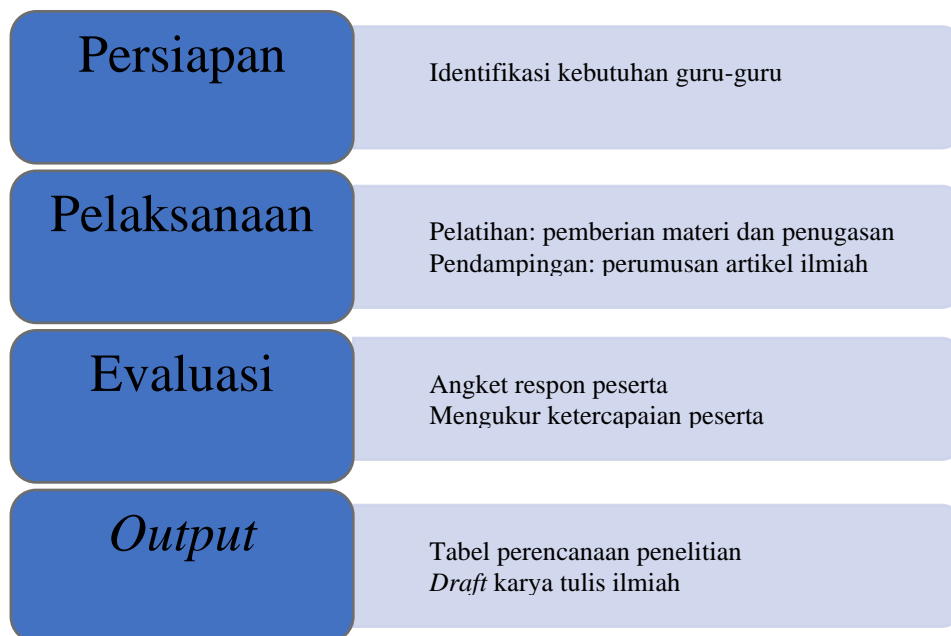 Persiapan
Identifikasi kebutuhan guru-guru
Pelaksanaan
Pelatihan: pemberian materi dan penugasan
Pendampingan: perumusan artikel ilmiah
Evaluasi
Angket respon peserta
Mengukur ketercapaian peserta
Output
Tabel perencanaan penelitian
Draft karya tulis ilmiah